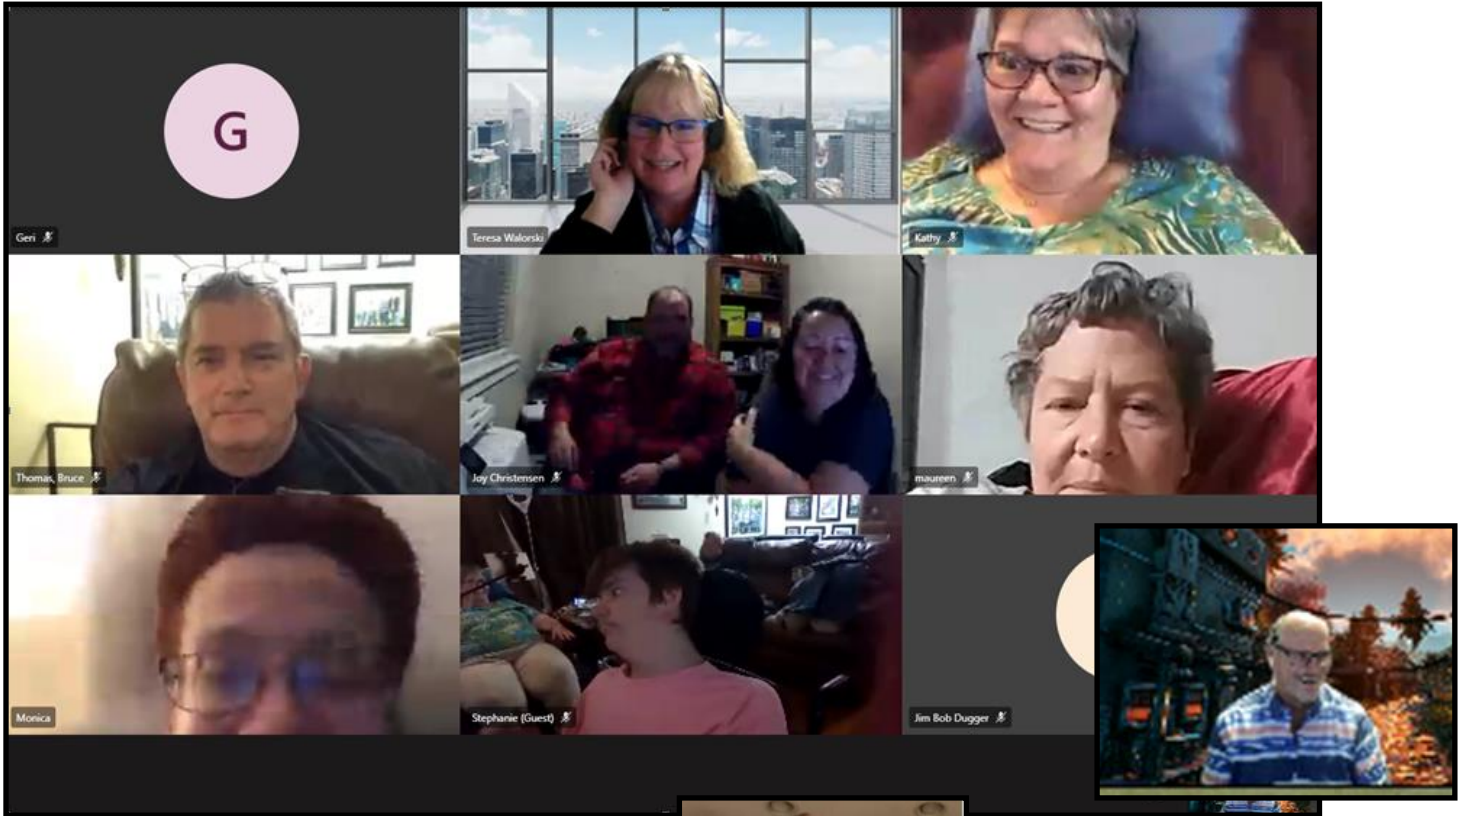 G
Geri
Teresa Walorski
Kathy
Thomas, Bruce
Joy Christensen
maureen
Monica
Stephanie (Guest)
Jim Bob Dugger